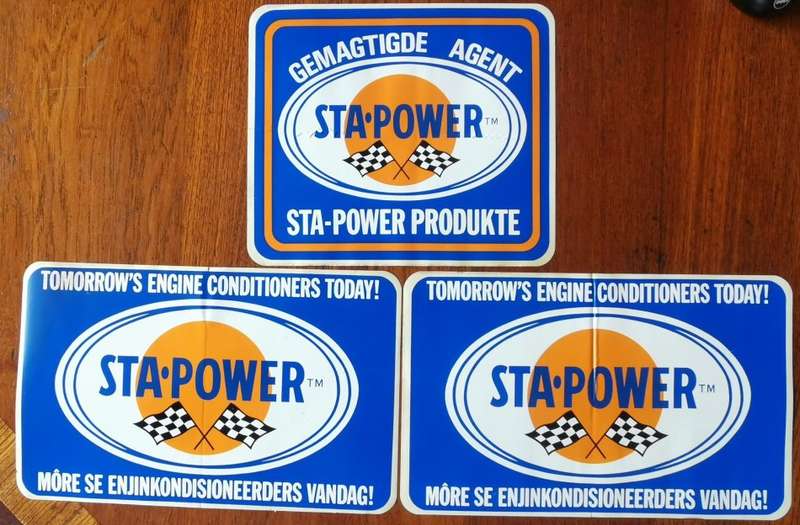 GEMAGTIGDE AGENT
STA·POWER™
STA-POWER PRODUKTE
TOMORROW'S ENGINE CONDITIONERS TODAY!
STA·POWER™
MÔRE SE ENJINKONDISIONEERDERS VANDAG!
TOMORROW'S ENGINE CONDITIONERS TODAY!
STA·POWER™
MÔRE SE ENJINKONDISIONEERDERS VANDAG!